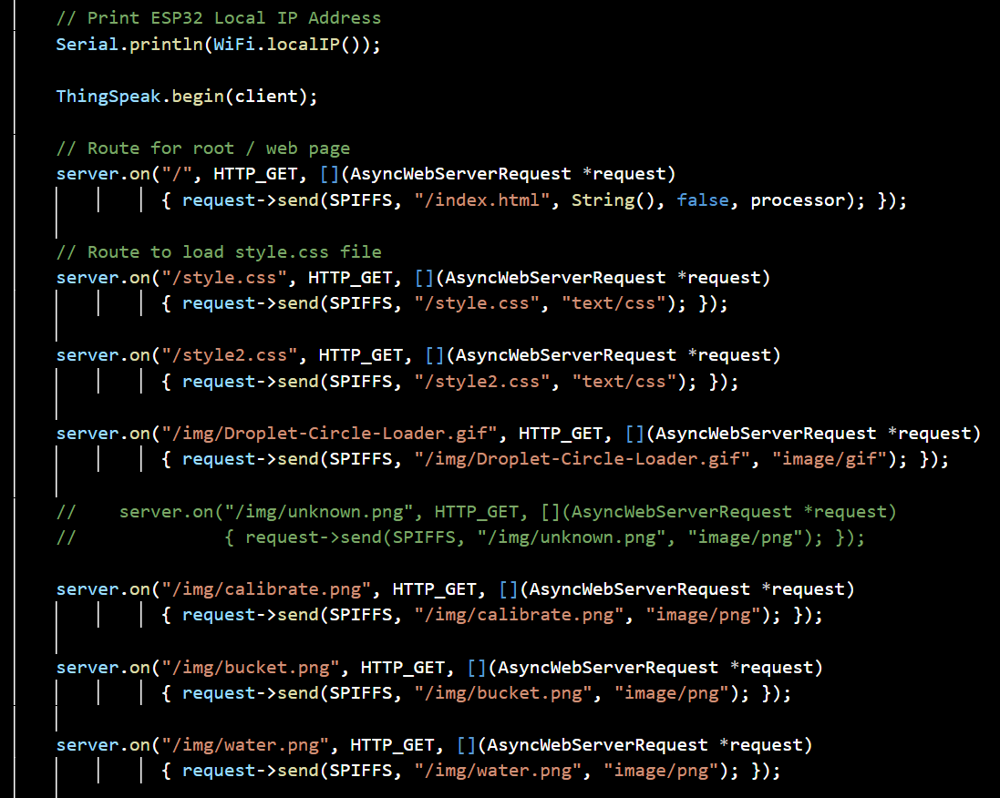 // Print ESP32 Local IP Address
Serial.println(WiFi.localIP());
ThingSpeak.begin(client);
// Route for root / web page
server.on("/", HTTP_GET, [](AsyncWebServerRequest *request)
{ request->send(SPIFFS, "/index.html", String(), false, processor); });
// Route to load style.css file
server.on("/style.css", HTTP_GET, [](AsyncWebServerRequest *request)
{ request->send(SPIFFS, "/style.css", "text/css"); });
server.on("/style2.css", HTTP_GET, [](AsyncWebServerRequest *request)
{ request->send(SPIFFS, "/style2.css", "text/css"); });
server.on("/img/Droplet-Circle-Loader.gif", HTTP_GET, [](AsyncWebServerRequest *request)
{ request->send(SPIFFS, "/img/Droplet-Circle-Loader.gif", "image/gif"); });
//    server.on("/img/unknown.png", HTTP_GET, [](AsyncWebServerRequest *request)
//              { request->send(SPIFFS, "/img/unknown.png", "image/png"); });
server.on("/img/calibrate.png", HTTP_GET, [](AsyncWebServerRequest *request)
{ request->send(SPIFFS, "/img/calibrate.png", "image/png"); });
server.on("/img/bucket.png", HTTP_GET, [](AsyncWebServerRequest *request)
{ request->send(SPIFFS, "/img/bucket.png", "image/png"); });
server.on("/img/water.png", HTTP_GET, [](AsyncWebServerRequest *request)
{ request->send(SPIFFS, "/img/water.png", "image/png"); });